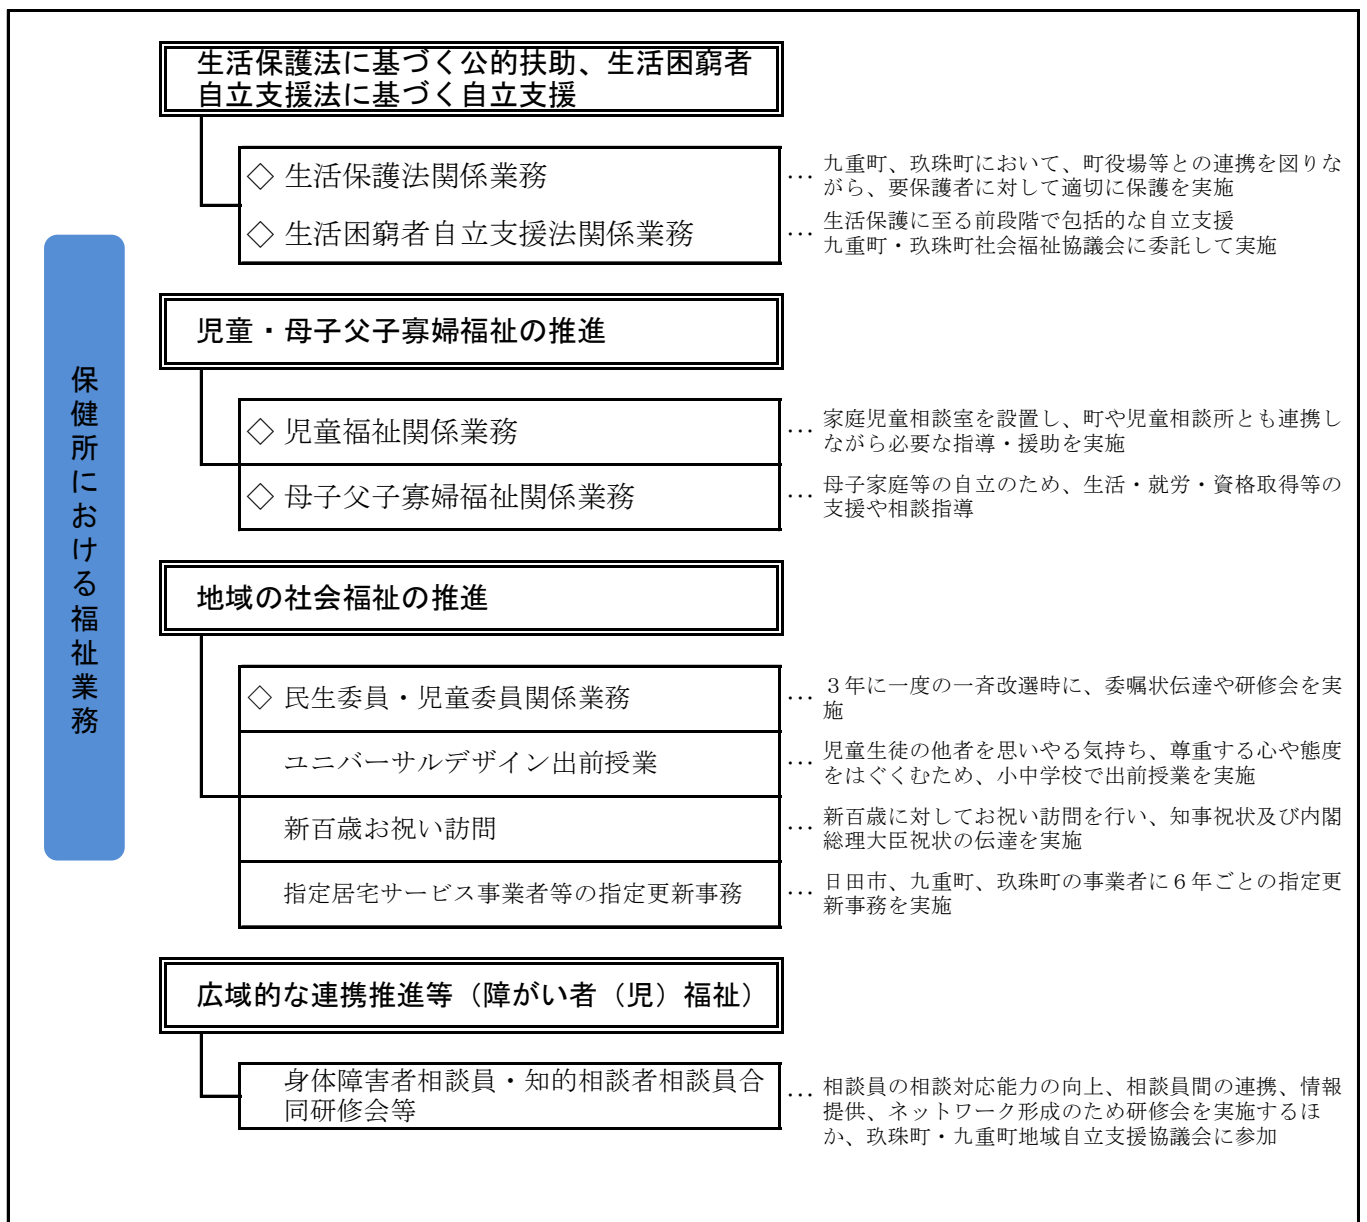 保健所における福祉業務
生活保護法に基づく公的扶助、生活困窮者
自立支援法に基づく自立支援
◇ 生活保護法関係業務
… 九重町、玖珠町において、町役場等との連携を図りな
がら、要保護者に対して適切に保護を実施
◇ 生活困窮者自立支援法関係業務
… 生活保護に至る前段階で包括的な自立支援
九重町・玖珠町社会福祉協議会に委託して実施
児童・母子父子寡婦福祉の推進
◇ 児童福祉関係業務
… 家庭児童相談室を設置し、町や児童相談所とも連携し
ながら必要な指導・援助を実施
◇ 母子父子寡婦福祉関係業務
… 母子家庭等の自立のため、生活・就労・資格取得等の
支援や相談指導
地域の社会福祉の推進
◇ 民生委員・児童委員関係業務
… ３年に一度の一斉改選時に、委嘱状伝達や研修会を実
施
ユニバーサルデザイン出前授業
… 児童生徒の他者を思いやる気持ち、尊重する心や態度
をはぐくむため、小中学校で出前授業を実施
新百歳お祝い訪問
… 新百歳に対してお祝い訪問を行い、知事祝状及び内閣
総理大臣祝状の伝達を実施
指定居宅サービス事業者等の指定更新事務
… 日田市、九重町、玖珠町の事業者に６年ごとの指定更
新事務を実施
広域的な連携推進等（障がい者（児）福祉）
身体障害者相談員・知的相談者相談員合
同研修会等
… 相談員の相談対応能力の向上、相談員間の連携、情報
提供、ネットワーク形成のため研修会を実施するほ
か、玖珠町・九重町地域自立支援協議会に参加